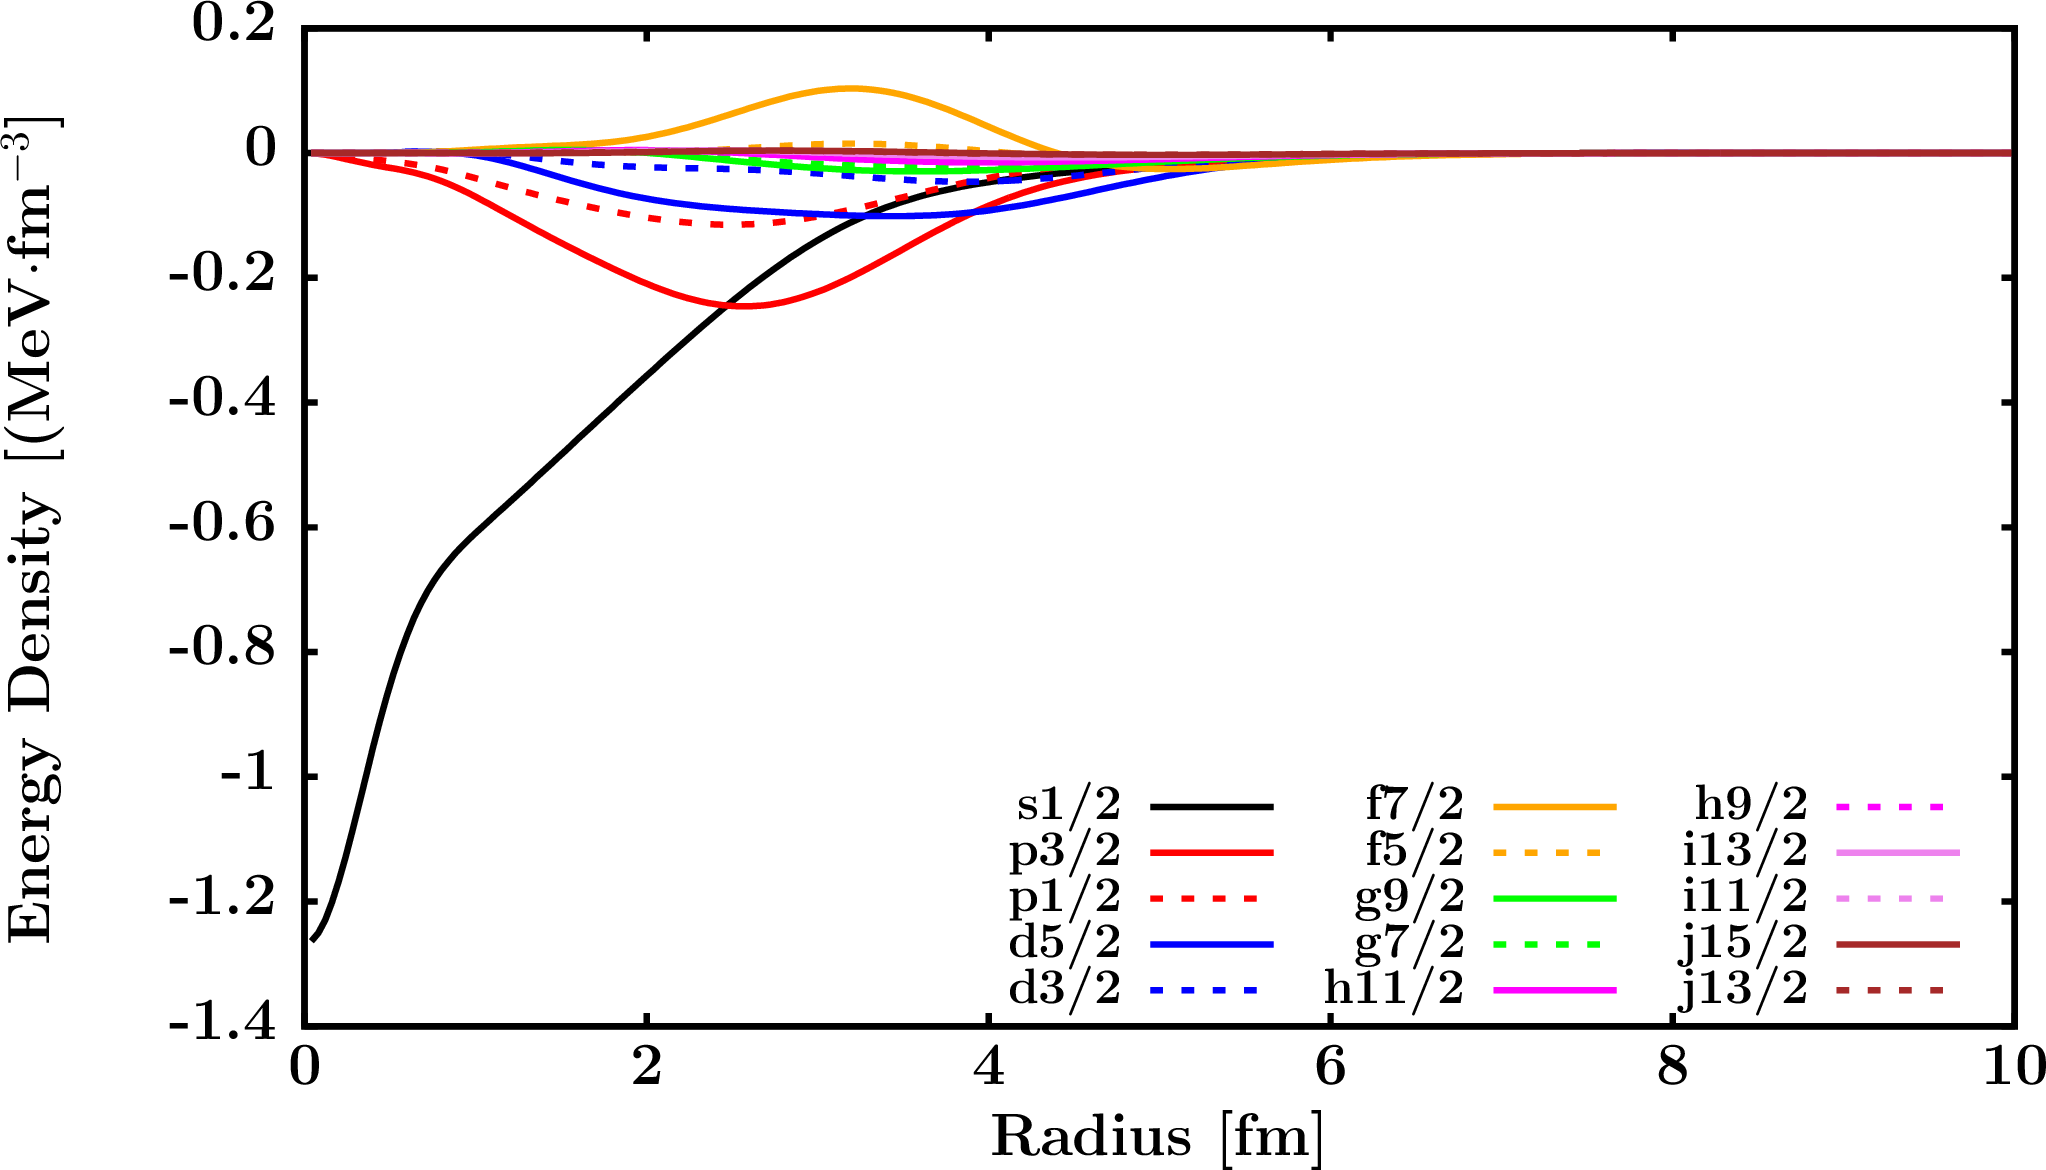 0.2
0
-0.2
-0.4
-0.6
-0.8
-1
-1.2
-1.4
Energy Density [(MeV·fm⁻³]
s1/2
p3/2
p1/2
d5/2
d3/2
f7/2
f5/2
g9/2
g7/2
h11/2
h9/2
i13/2
i11/2
j15/2
j13/2
0 2 4 6 8 10
Radius [fm]